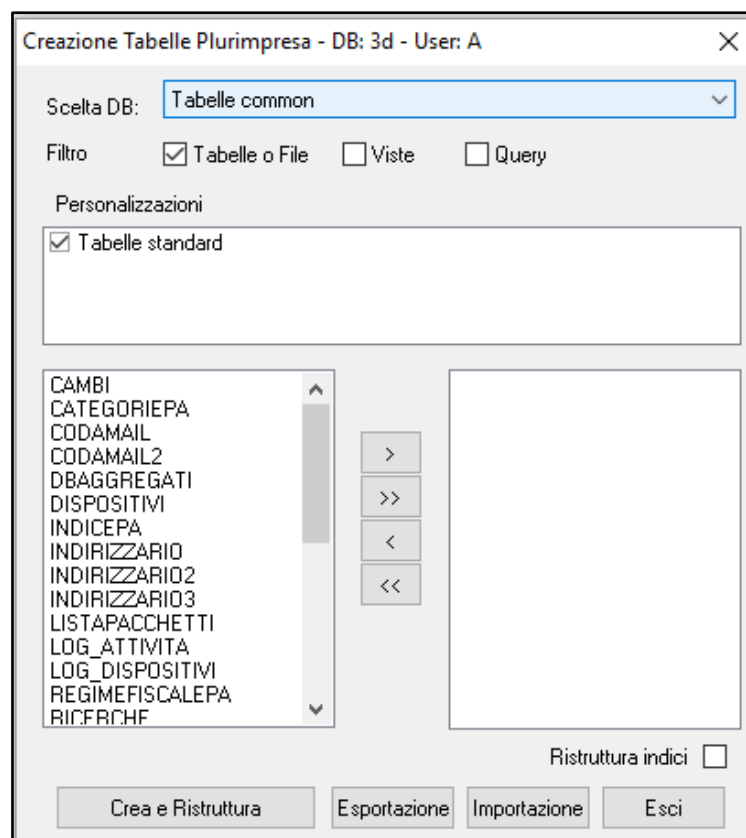 Creazione Tabelle Plurimpresa - DB: 3d - User: A
Scelta DB: Tabelle common
Filtro Tabelle o File Viste Query
Personalizzazioni
Tabelle standard
CAMBI
CATEGORIEPA
CODAMAIL
CODAMAIL2
DBAGGREGATI
DISPOSITIVI
INDICEPA
INDIRIZZARIO
INDIRIZZARIO2
INDIRIZZARIO3
LISTAPACCHETTI
LOG_ATTIVITA
LOG_DISPOSITIVI
REGIMEFISCALEPA
RICERCHE
>
>>
<
<<
Ristruttura indici
Crea e Ristruttura Esportazione Importazione Esci